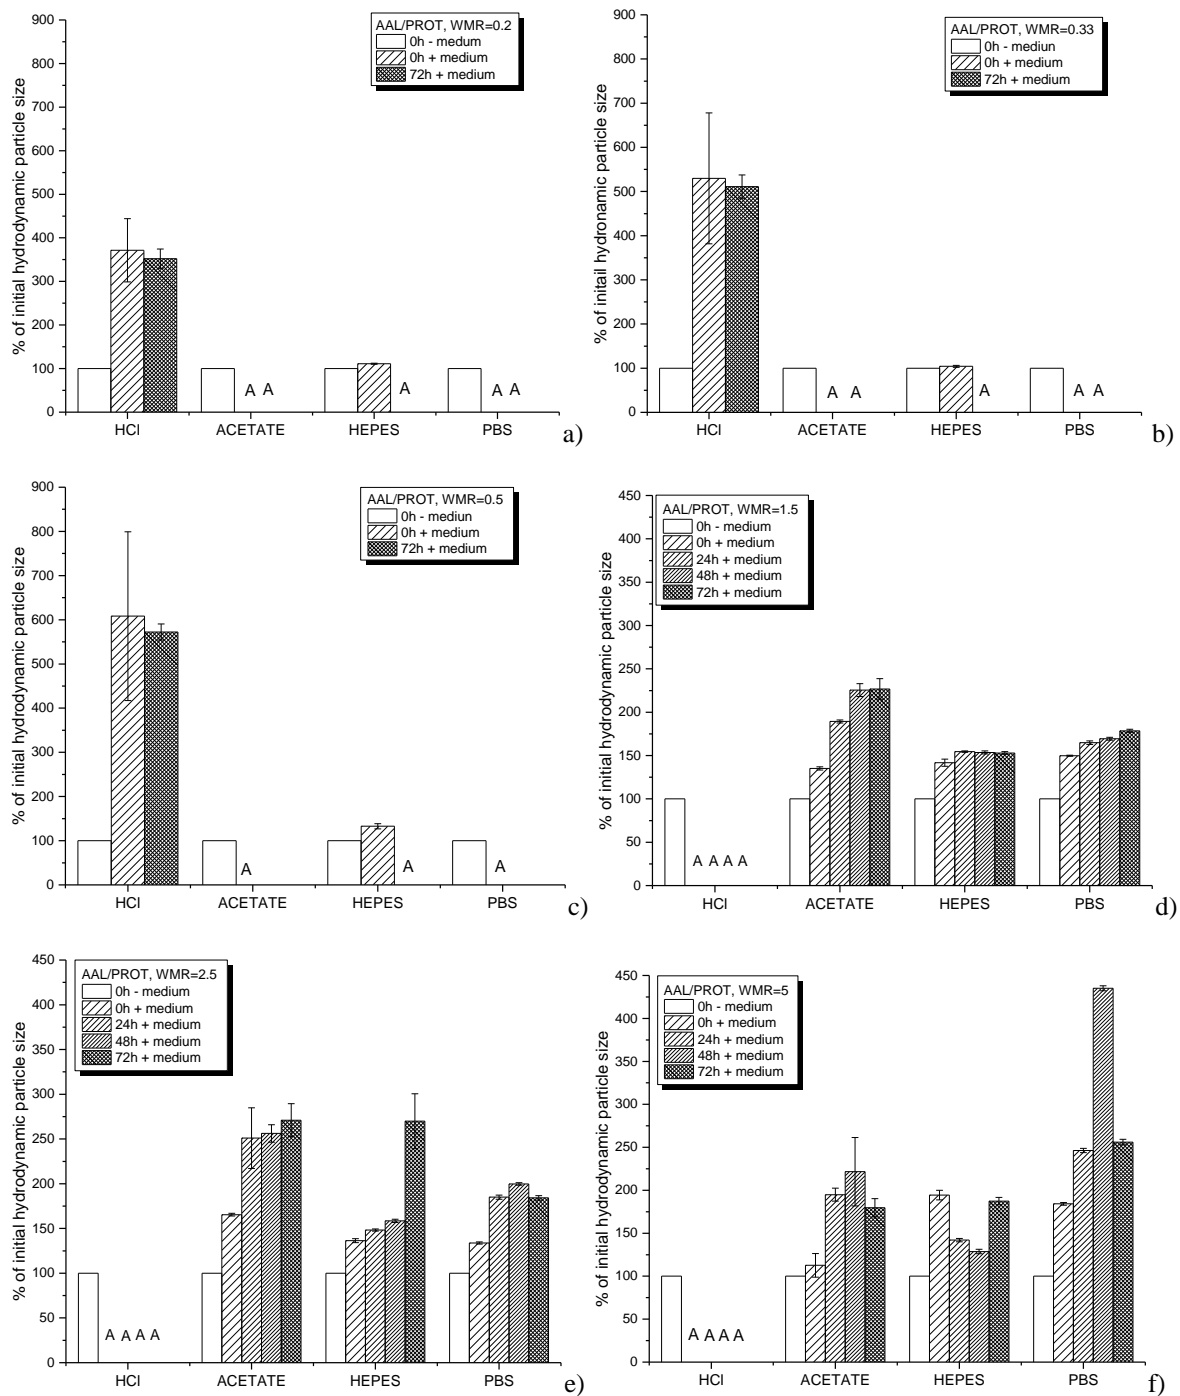 AAL/PROT, WMR=0.2
0h - medum
0h + medium
72h + medium
% of initial hydrodynamic particle size
900
800
700
600
500
400
300
200
100
0
A A
A
A A
HCl
ACETATE
HEPES
PBS
a)
AAL/PROT, WMR=0.33
0h - mediun
0h + medium
72h + medium
% of initail hydronamic particle size
900
800
700
600
500
400
300
200
100
0
A A
A
A A
HCl
ACETATE
HEPES
PBS
b)
AAL/PROT, WMR=0.5
0h - mediun
0h + medium
72h + medium
% of initial hydrodynamic particle size
900
800
700
600
500
400
300
200
100
0
A
A
A
HCl
ACETATE
HEPES
PBS
c)
AAL/PROT, WMR=1.5
0h - medium
0h + medium
24h + medium
48h + medium
72h + medium
% of initial hydrodynamic particle size
450
400
350
300
250
200
150
100
50
0
A A A A
HCl
ACETATE
HEPES
PBS
d)
AAL/PROT, WMR=2.5
0h - medium
0h + medium
24h + medium
48h + medium
72h + medium
% of initial hydrodynamic particle size
450
400
350
300
250
200
150
100
50
0
A A A A
HCl
ACETATE
HEPES
PBS
e)
AAL/PROT, WMR=5
0h - medium
0h + medium
24h + medium
48h + medium
72h + medium
% of initial hydrodynamic particle size
450
400
350
300
250
200
150
100
50
0
A A A A
HCl
ACETATE
HEPES
PBS
f)